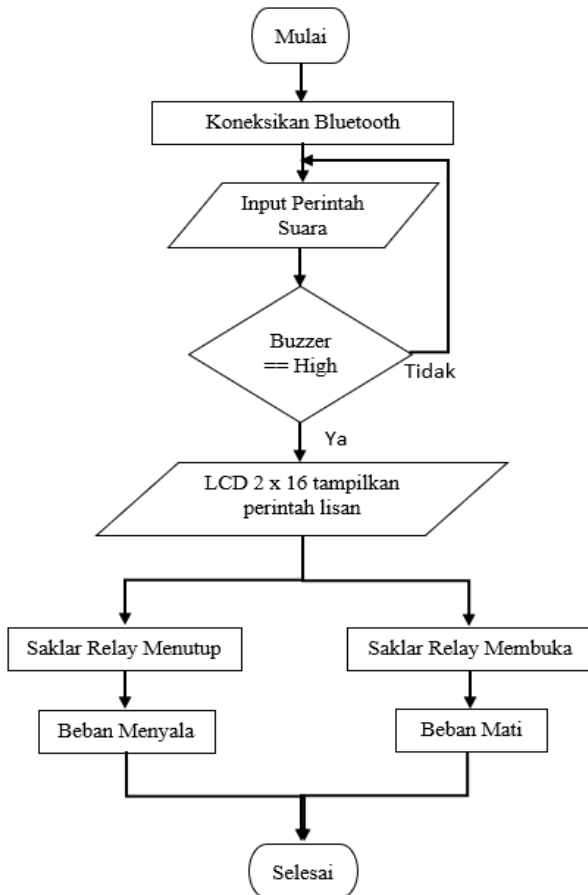 Mulai
Koneksikan Bluetooth
Input Perintah
Suara
Buzzer
== High
Tidak
Ya
LCD 2 x 16 tampilkan
perintah lisan
Saklar Relay Menutup
Saklar Relay Membuka
Beban Menyala
Beban Mati
Selesai